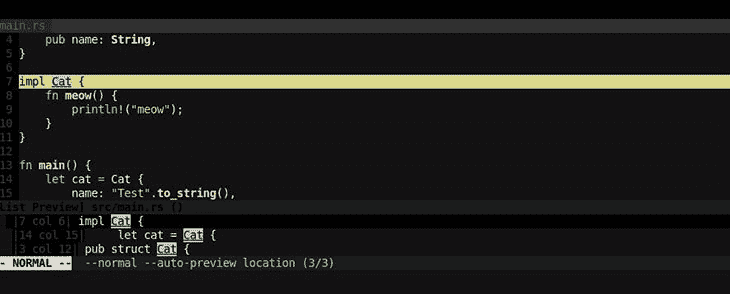 main.rs
4     pub name: String,
5 }
6
7 impl Cat {
8     fn meow() {
9         println!("meow");
10     }
11 }
12
13 fn main() {
14     let cat = Cat {
15         name: "Test".to_string(),
List Preview] src/main.rs ()
|7 col 6| impl Cat {
|14 col 15|     let cat = Cat {
|3 col 12| pub struct Cat {
- NORMAL --  --normal --auto-preview location (3/3)